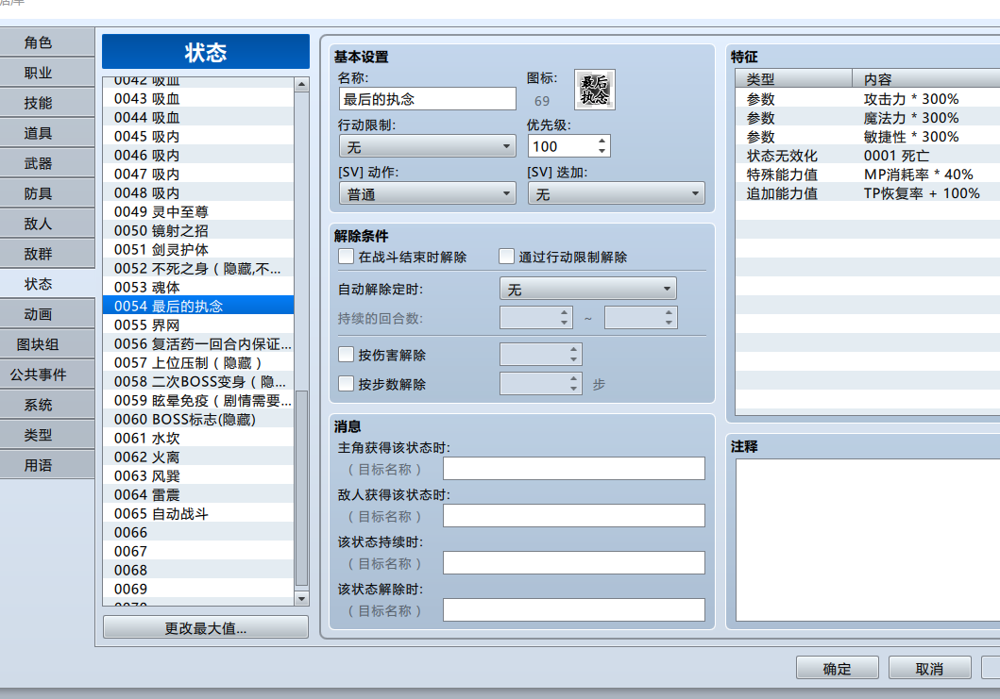 角色
职业
技能
道具
武器
防具
敌人
敌群
状态
动画
图块组
公共事件
系统
类型
用语
状态
0042 吸血
0043 吸血
0044 吸血
0045 吸内
0046 吸内
0047 吸内
0048 吸内
0049 灵中至尊
0050 镜射之招
0051 剑灵护体
0052 不死之身（隐藏,不...
0053 魂体
0054 最后的执念
0055 界网
0056 复活药一回合内保证...
0057 上位压制（隐藏）
0058 二次BOSS变身（隐...
0059 眩晕免疫（剧情需要...
0060 BOSS标志(隐藏)
0061 水坎
0062 火离
0063 风巽
0064 雷震
0065 自动战斗
0066
0067
0068
0069
更改最大值...
基本设置
名称:
图标:
最后的执念
69
最后
执念
行动限制:
优先级:
无
100
[SV] 动作:
[SV] 迭加:
普通
无
解除条件
在战斗结束时解除
通过行动限制解除
自动解除定时:
无
持续的回合数:
~
按伤害解除
按步数解除
步
消息
主角获得该状态时:
（目标名称）
敌人获得该状态时:
（目标名称）
该状态持续时:
（目标名称）
该状态解除时:
（目标名称）
特征
类型 内容
参数 攻击力 * 300%
参数 魔法力 * 300%
参数 敏捷性 * 300%
状态无效化 0001 死亡
特殊能力值 MP消耗率 * 40%
追加能力值 TP恢复率 + 100%
注释
确定
取消